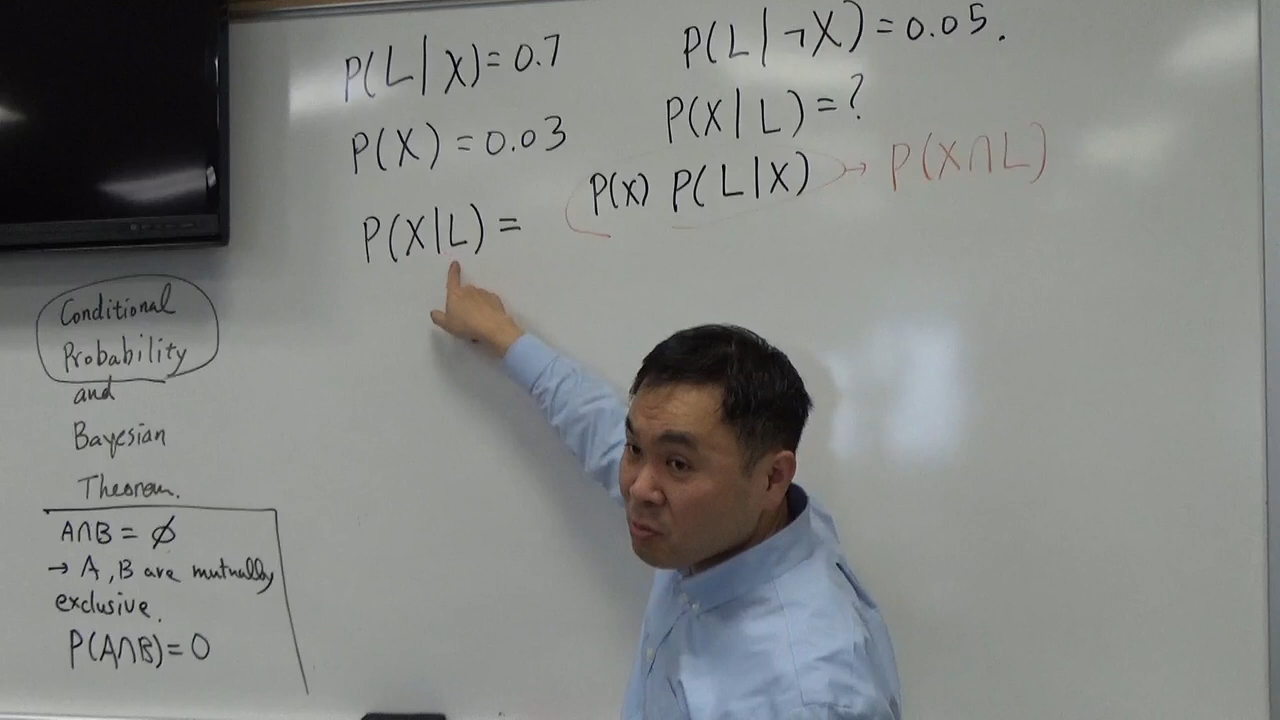 P(L|X)=0.7
P(L|¬X)=0.05.
P(X)=0.03
P(X|L)=?
P(X|L)=
P(x) P(L|X) → P(X∩L)
Conditional
Probability
and
Bayesian
Theorem.
A∩B = ∅
→ A, B are mutually
exclusive.
P(A∩B)=0